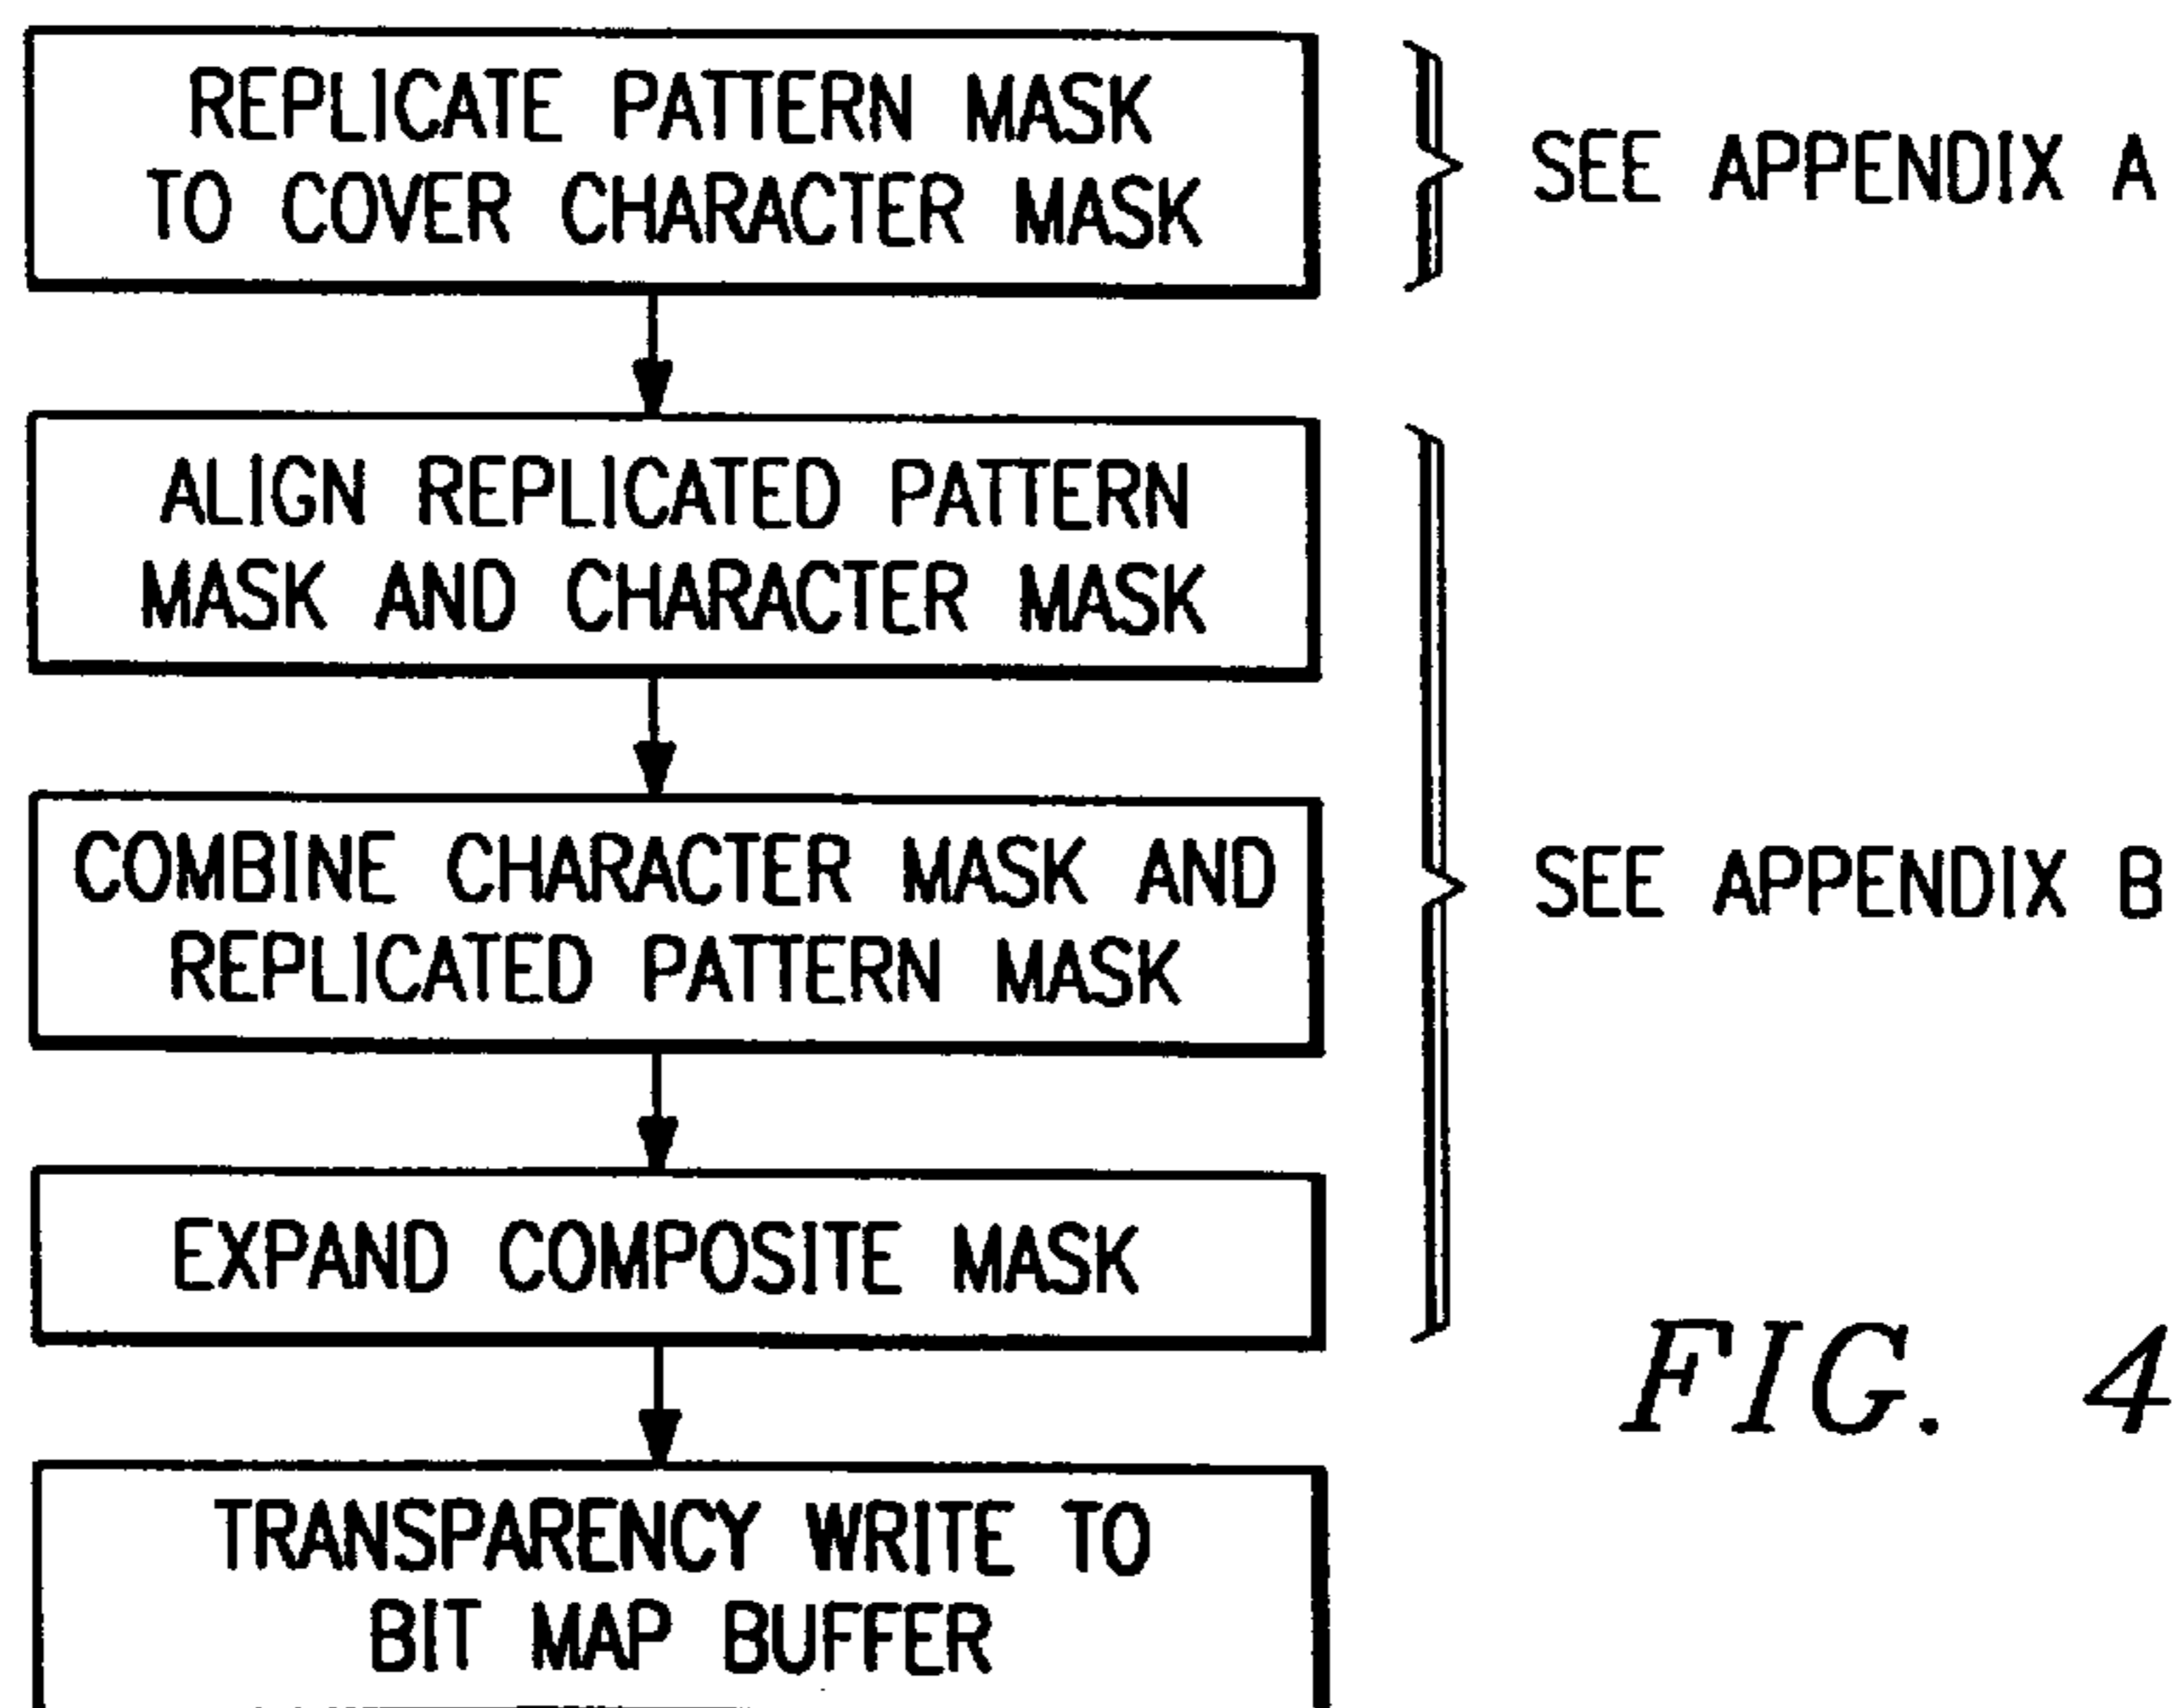 REPLICATE PATTERN MASK
TO COVER CHARACTER MASK
SEE APPENDIX A
ALIGN REPLICATED PATTERN
MASK AND CHARACTER MASK
COMBINE CHARACTER MASK AND
REPLICATED PATTERN MASK
SEE APPENDIX B
EXPAND COMPOSITE MASK
FIG. 4
TRANSPARENCY WRITE TO
BIT MAP BUFFER